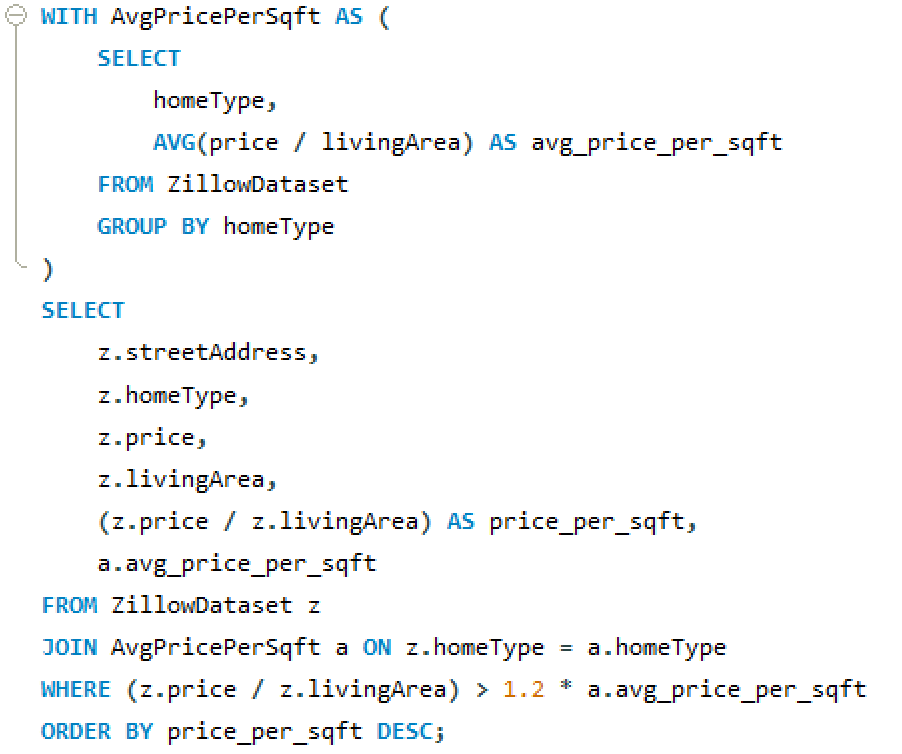 WITH AvgPricePerSqft AS (
    SELECT
        homeType,
        AVG(price / livingArea) AS avg_price_per_sqft
    FROM ZillowDataset
    GROUP BY homeType
)
SELECT
    z.streetAddress,
    z.homeType,
    z.price,
    z.livingArea,
    (z.price / z.livingArea) AS price_per_sqft,
    a.avg_price_per_sqft
FROM ZillowDataset z
JOIN AvgPricePerSqft a ON z.homeType = a.homeType
WHERE (z.price / z.livingArea) > 1.2 * a.avg_price_per_sqft
ORDER BY price_per_sqft DESC;